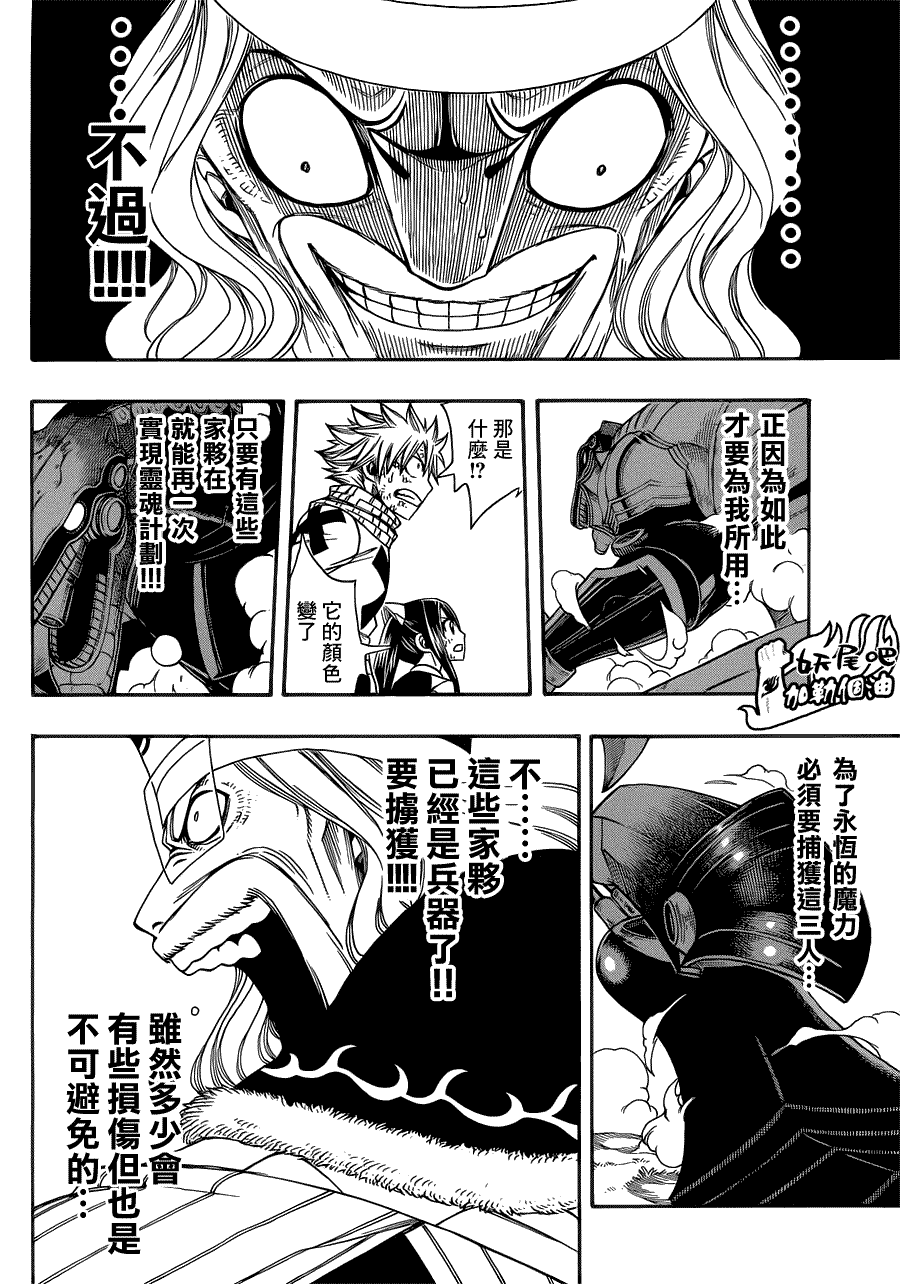 ………
……不過!!!!
正因為如此
才要為我所用…
那是
什麼!?
它的顏色
變了
只要有這些
家夥在
就能再一次
實現靈魂計劃!!!
妖尾吧
加勒個油
為了永恆的魔力
必須要捕獲這三人…
不……
這些家夥
已經是兵器了!!
要擄獲!!!!
雖然多少會
有些損傷但也是
不可避免的…